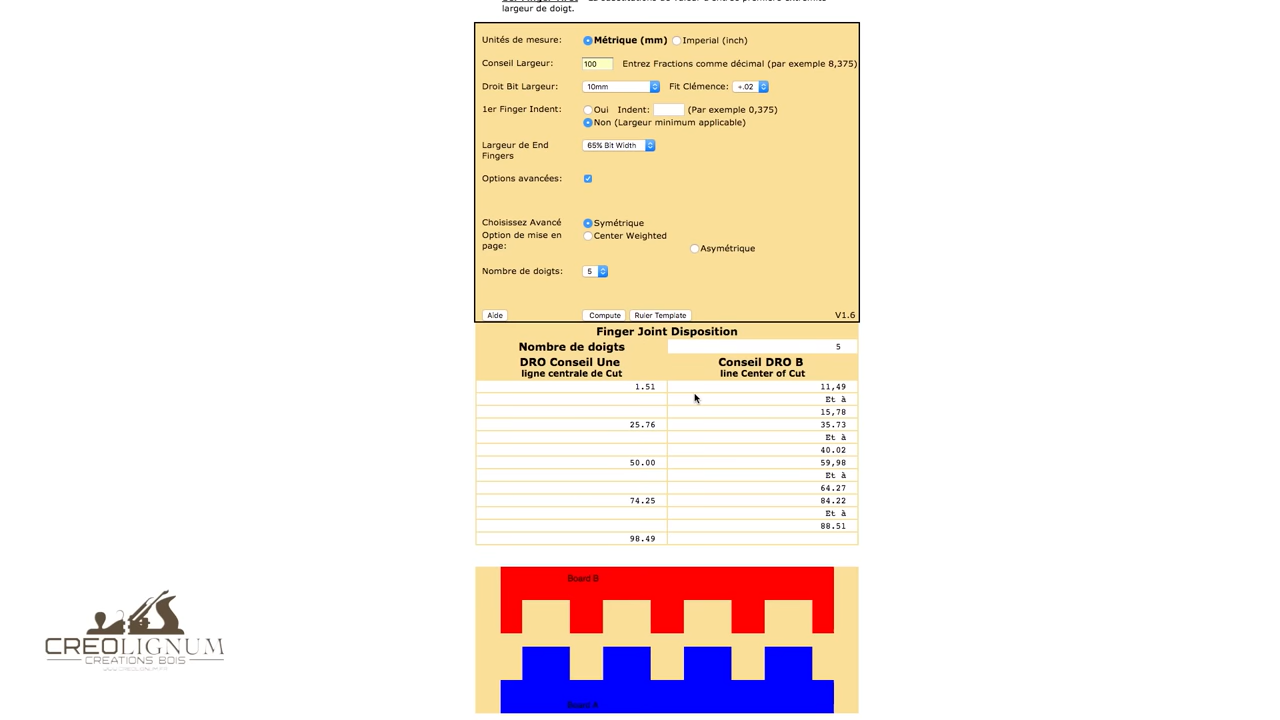 largeur de doigt.
Unités de mesure: Métrique (mm) Imperial (inch)
Conseil Largeur: 100 Entrez Fractions comme décimal (par exemple 8,375)
Droit Bit Largeur: 10mm Fit Clémence: +.02
1er Finger Indent: Oui Indent: (Par exemple 0,375)
Non (Largeur minimum applicable)
Largeur de End
Fingers
65% Bit Width
Options avancées:
Choisissez Avancé
Option de mise en
page:
Symétrique
Center Weighted
Asymétrique
Nombre de doigts: 5
Aide Compute Ruler Template V1.6
Finger Joint Disposition
Nombre de doigts 5
DRO Conseil Une Conseil DRO B
ligne centrale de Cut line Center of Cut
1.51 11,49
Et à
15,78
25.76 35.73
Et à
40.02
50.00 59,98
Et à
64.27
74.25 84.22
Et à
88.51
98.49
Board B
Board A
CREOLIGNUM
CREATIONS BOIS